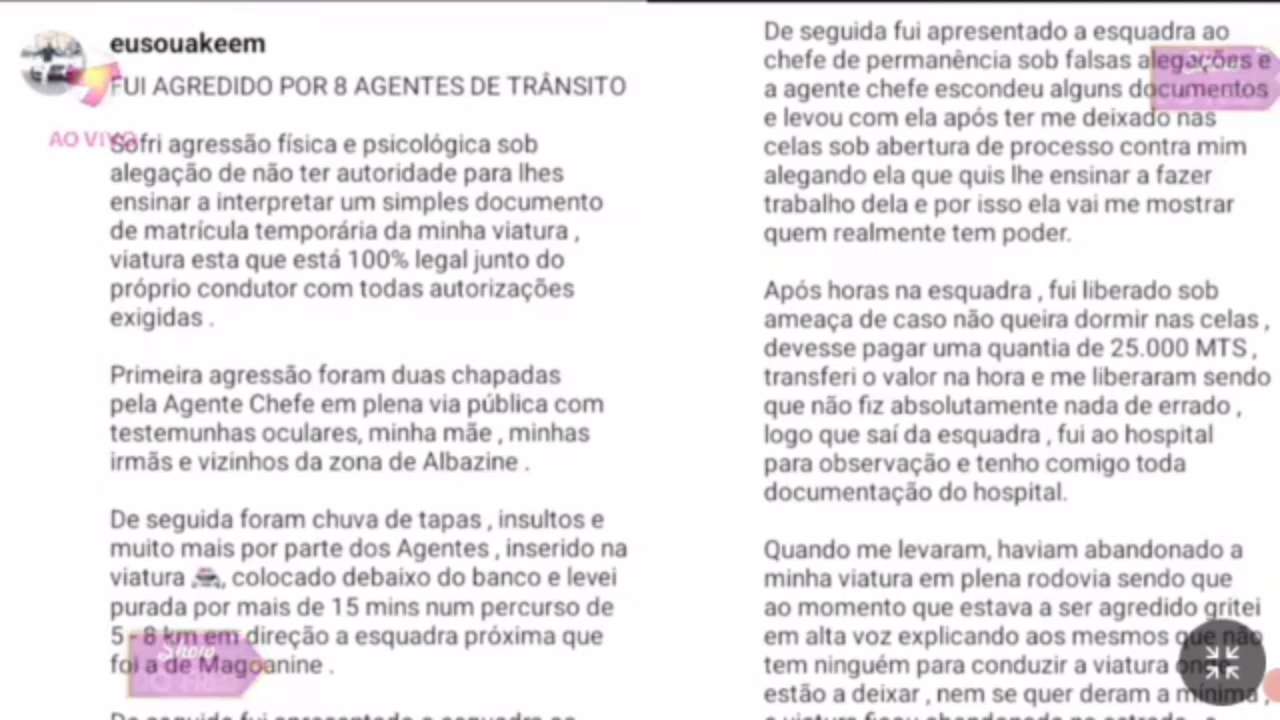 eusouakeem
FUI AGREDIDO POR 8 AGENTES DE TRÂNSITO
AO VIVO
Sofri agressão física e psicológica sob
alegação de não ter autoridade para lhes
ensinar a interpretar um simples documento
de matrícula temporária da minha viatura ,
viatura esta que está 100% legal junto do
próprio condutor com todas autorizações
exigidas .
Primeira agressão foram duas chapadas
pela Agente Chefe em plena via pública com
testemunhas oculares, minha mãe , minhas
irmãs e vizinhos da zona de Albazine .
De seguida foram chuva de tapas , insultos e
muito mais por parte dos Agentes , inserido na
viatura 🚔, colocado debaixo do banco e levei
purada por mais de 15 mins num percurso de
5 - 8 km em direção a esquadra próxima que
foi a de Magoanine .
Show
De seguida fui apresentado a esquadra ao
De seguida fui apresentado a esquadra ao
chefe de permanência sob falsas alegações e
a agente chefe escondeu alguns documentos
e levou com ela após ter me deixado nas
celas sob abertura de processo contra mim
alegando ela que quis lhe ensinar a fazer
trabalho dela e por isso ela vai me mostrar
quem realmente tem poder.
Após horas na esquadra , fui liberado sob
ameaça de caso não queira dormir nas celas ,
devesse pagar uma quantia de 25.000 MTS ,
transferi o valor na hora e me liberaram sendo
que não fiz absolutamente nada de errado ,
logo que saí da esquadra , fui ao hospital
para observação e tenho comigo toda
documentação do hospital.
Quando me levaram, haviam abandonado a
minha viatura em plena rodovia sendo que
ao momento que estava a ser agredido gritei
em alta voz explicando aos mesmos que não
tem ninguém para conduzir a viatura onde
estão a deixar , nem se quer deram a mínima ,
a viatura ficou abandonada na estrada